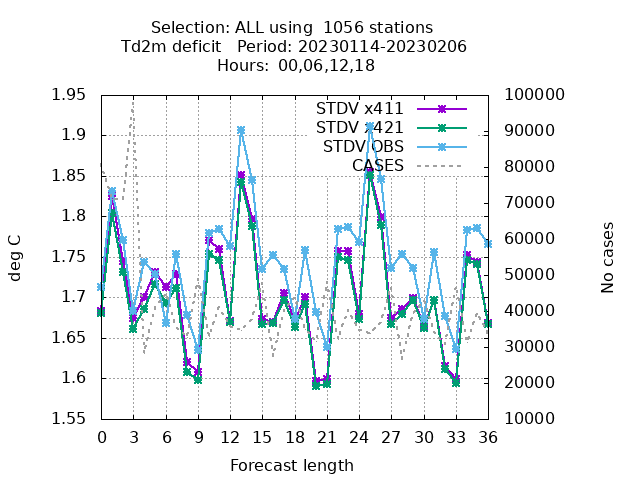 Selection: ALL using  1056 stations
Td2m deficit   Period: 20230114-20230206
Hours:  00,06,12,18
1.95
1.9
1.85
1.8
1.75
1.7
1.65
1.6
1.55
100000
90000
80000
70000
60000
50000
40000
30000
20000
10000
STDV x411
STDV x421
STDV OBS
CASES
deg C
No cases
0 3 6 9 12 15 18 21 24 27 30 33 36
Forecast length